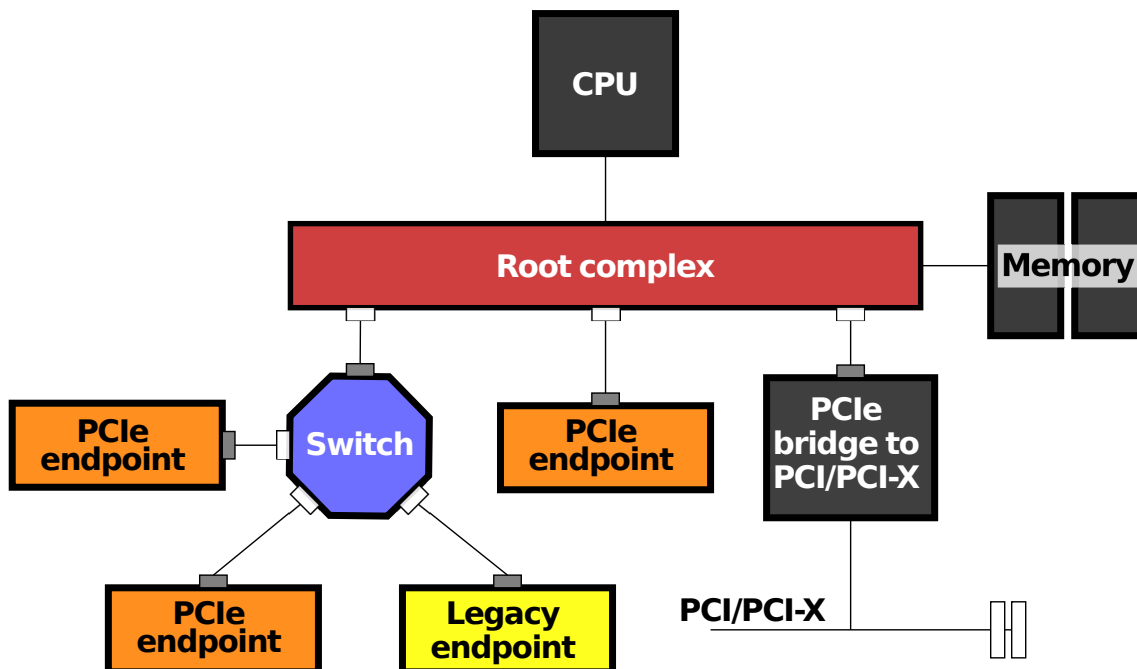 CPU
Root complex
Memory
PCIe
endpoint
Switch
PCIe
endpoint
PCIe
bridge to
PCI/PCI-X
PCIe
endpoint
Legacy
endpoint
PCI/PCI-X